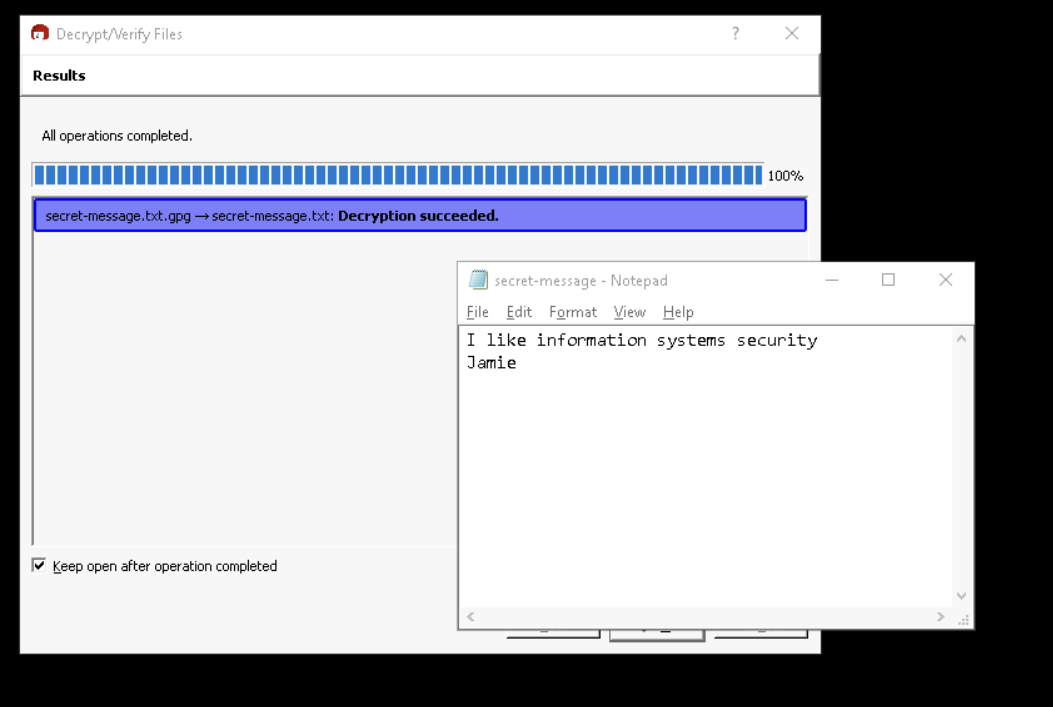 Decrypt/Verify Files ?
Results
All operations completed.
100%
secret-message.txt.gpg → secret-message.txt: Decryption succeeded.
secret-message - Notepad
File Edit Format View Help
I like information systems security
Jamie
Keep open after operation completed